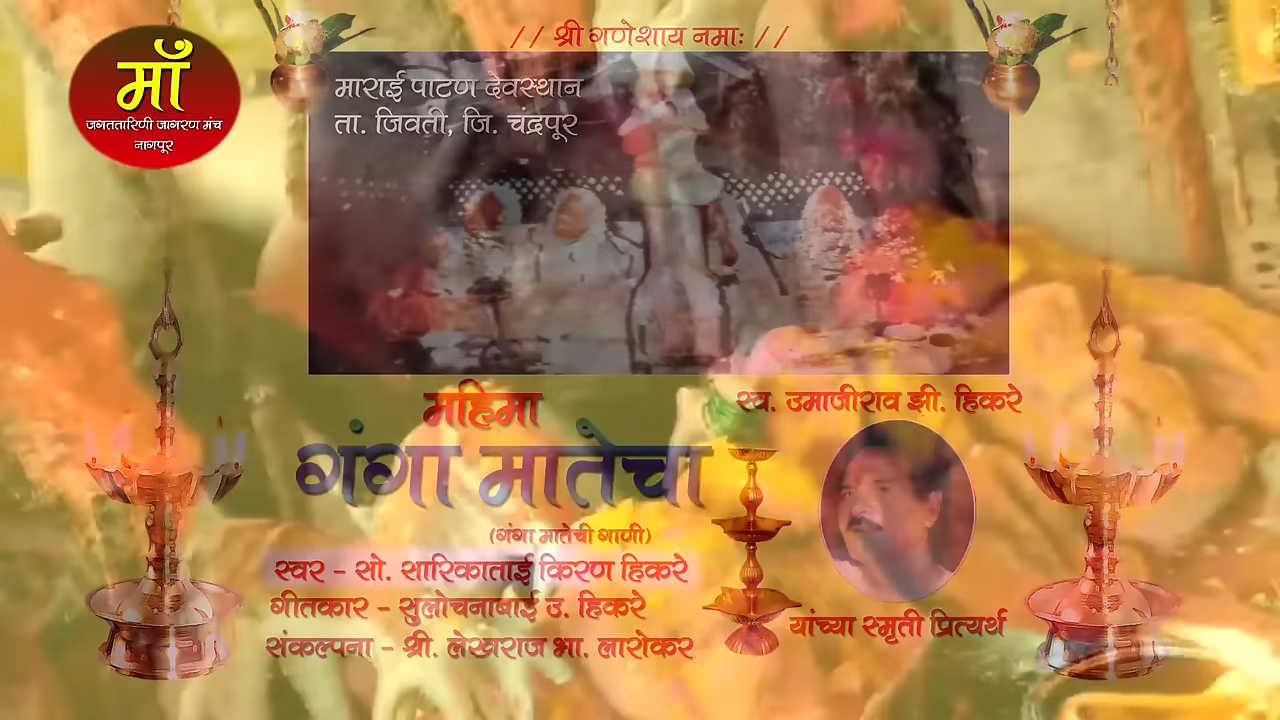 // श्री गणेशाय नमाः //
माँ
जगततारिणी जागरण मंच
नागपूर
माराई पाटण देवस्थान
ता. जिवती, जि. चंद्रपूर
महिमा
गंगा मातेचा
(गंगा मातेची गाणी)
स्वर - सो. सारिकाताई किरण हिकरे
गीतकार - सुलोचनाबाई उ. हिकरे
संकल्पना - श्री. लेखराज भा. लारोकर
स्व. उमाजीराव झी. हिकरे
यांच्या स्मृती प्रित्यर्थ